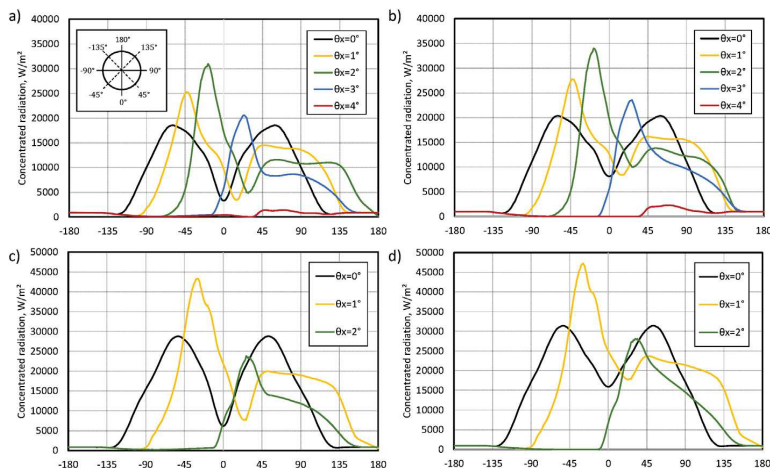 a)
Concentrated radiation, W/m²
40000
35000
30000
25000
20000
15000
10000
5000
0
-180 -135 -90 -45 0 45 90 135 180
180°
-135° 135°
-90° 90°
-45° 45°
0°
θx=0°
θx=1°
θx=2°
θx=3°
θx=4°
b)
Concentrated radiation, W/m²
40000
35000
30000
25000
20000
15000
10000
5000
0
-180 -135 -90 -45 0 45 90 135 180
θx=0°
θx=1°
θx=2°
θx=3°
θx=4°
c)
Concentrated radiation, W/m²
50000
45000
40000
35000
30000
25000
20000
15000
10000
5000
0
-180 -135 -90 -45 0 45 90 135 180
θx=0°
θx=1°
θx=2°
d)
Concentrated radiation, W/m²
50000
45000
40000
35000
30000
25000
20000
15000
10000
5000
0
-180 -135 -90 -45 0 45 90 135 180
θx=0°
θx=1°
θx=2°